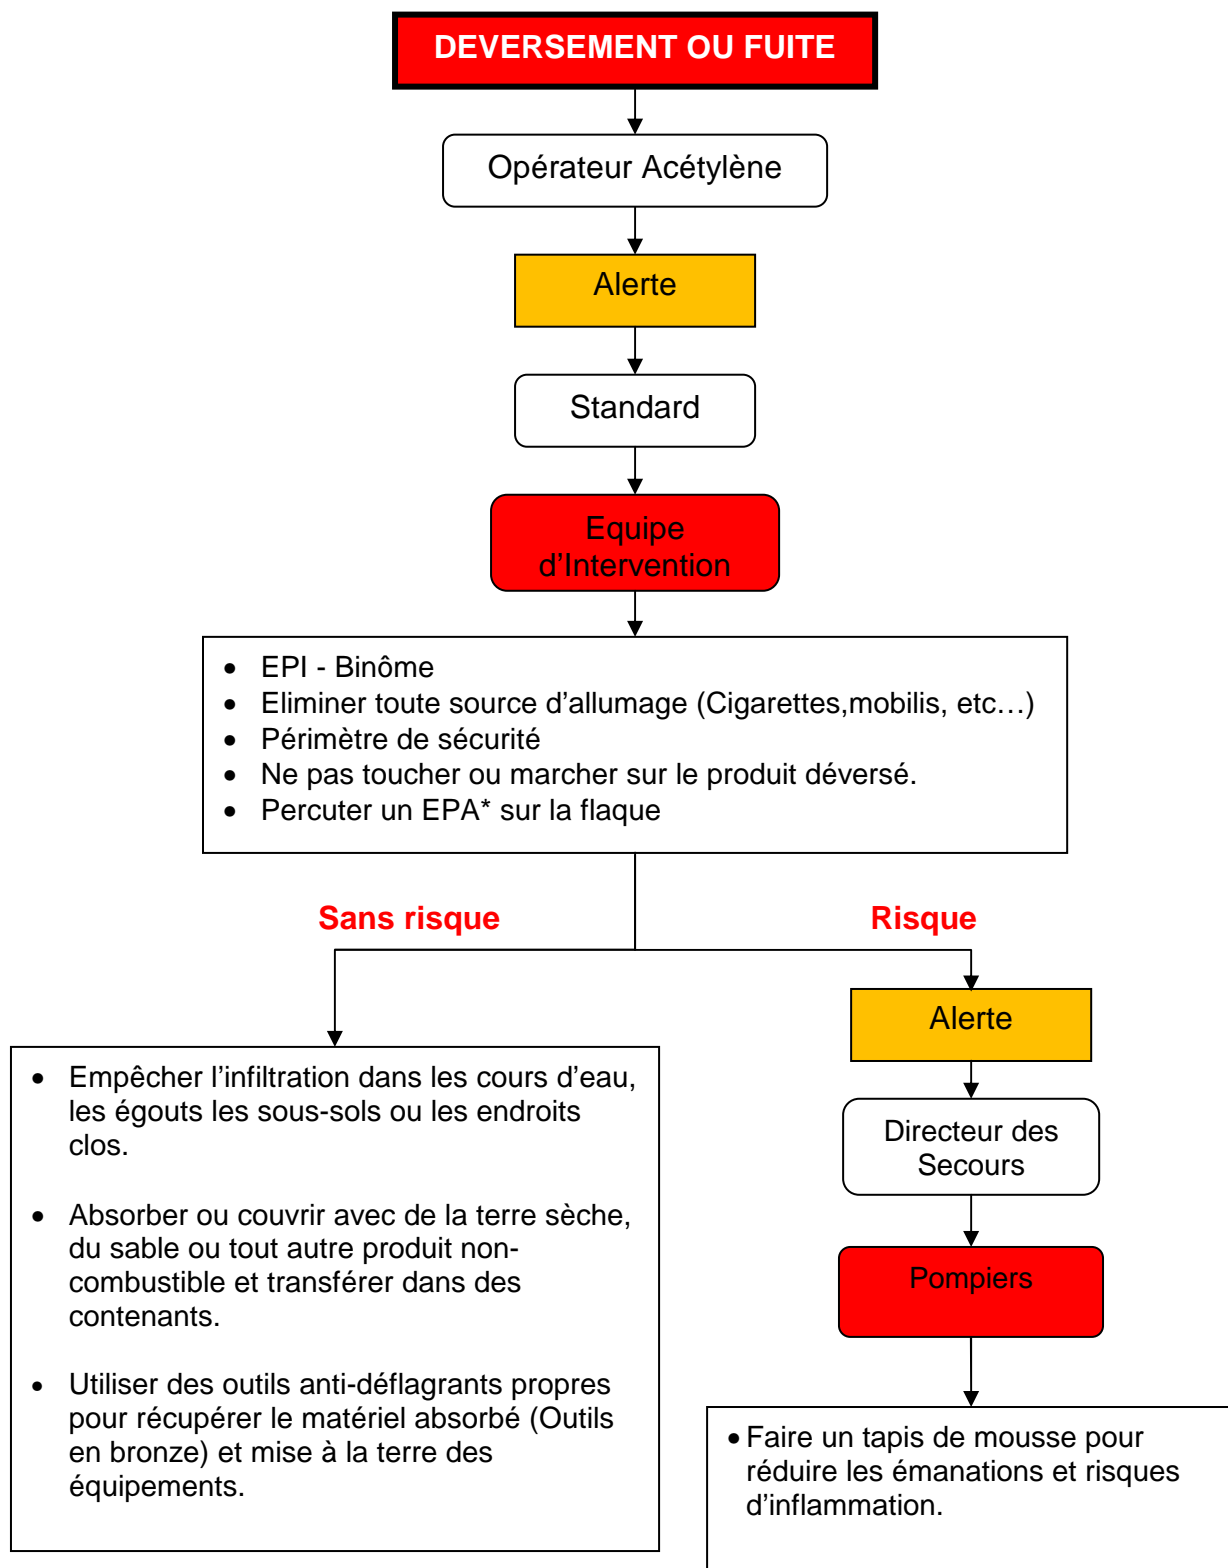 DEVERSEMENT OU FUITE
Opérateur Acétylène
Alerte
Standard
Equipe
d’Intervention
• EPI - Binôme
• Eliminer toute source d’allumage (Cigarettes,mobilis, etc…)
• Périmètre de sécurité
• Ne pas toucher ou marcher sur le produit déversé.
• Percuter un EPA* sur la flaque
Sans risque
• Empêcher l’infiltration dans les cours d’eau,
les égouts les sous-sols ou les endroits
clos.
• Absorber ou couvrir avec de la terre sèche,
du sable ou tout autre produit non-
combustible et transférer dans des
contenants.
• Utiliser des outils anti-déflagrants propres
pour récupérer le matériel absorbé (Outils
en bronze) et mise à la terre des
équipements.
Risque
Alerte
Directeur des
Secours
Pompiers
• Faire un tapis de mousse pour
réduire les émanations et risques
d’inflammation.